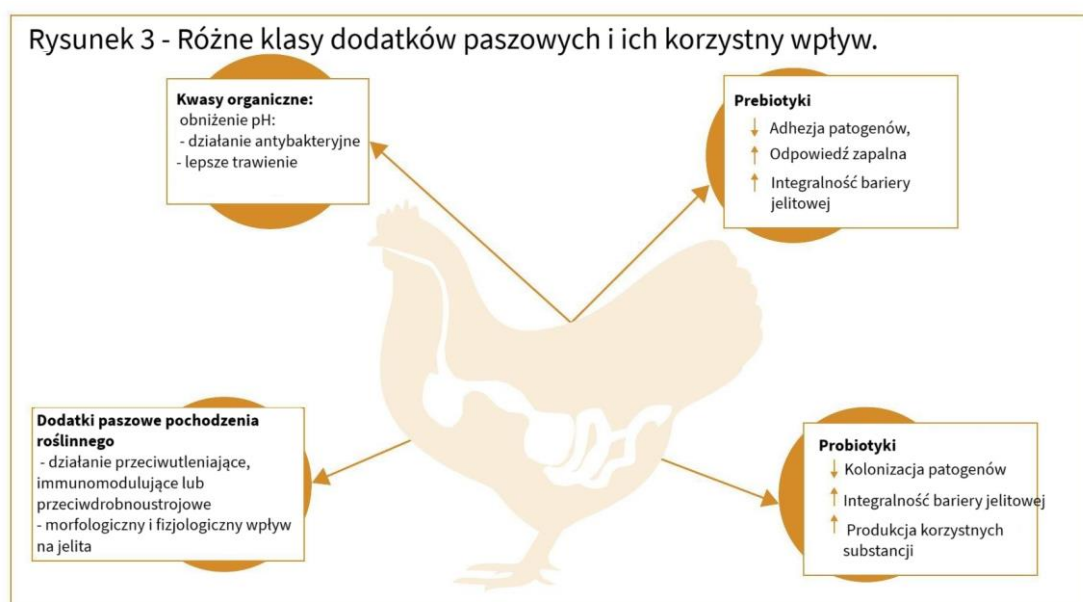 Rysunek 3 - Różne klasy dodatków paszowych i ich korzystny wpływ.
Kwasy organiczne:
obniżenie pH:
- działanie antybakteryjne
- lepsze trawienie
Prebiotyki
↓ Adhezja patogenów,
↑ Odpowiedź zapalna
↑ Integralność bariery
jelitowej
Dodatki paszowe pochodzenia
roślinnego
- działanie przeciwutleniające,
immunomodulujące lub
przeciwdrobnoustrojowe
- morfologiczny i fizjologiczny wpływ
na jelita
Probiotyki
↓ Kolonizacja patogenów
↑ Integralność bariery jelitowej
↑ Produkcja korzystnych
substancji